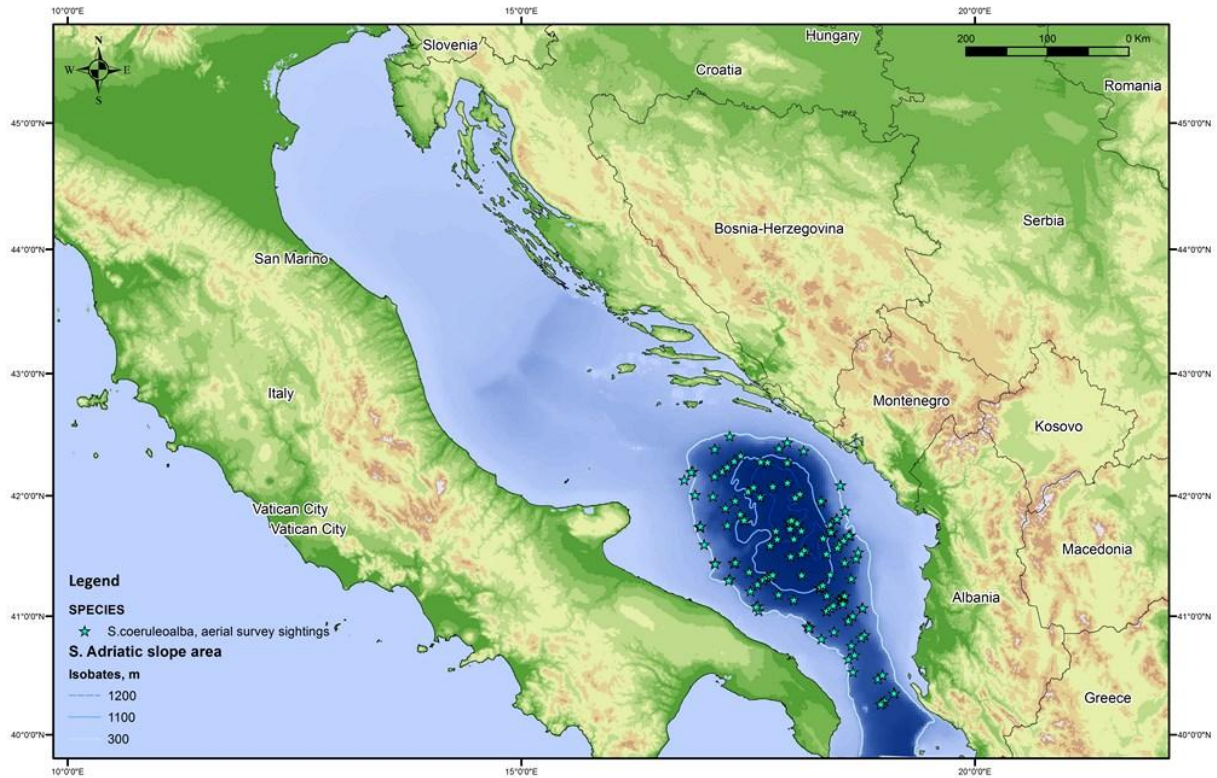 10°0'0"E 15°0'0"E 20°0'0"E
N
W E
S
Slovenia
Hungary
200 100 0 Km
Croatia
Romania
45°0'0"N 45°0'0"N
Serbia
Bosnia-Herzegovina
44°0'0"N 44°0'0"N
San Marino
43°0'0"N 43°0'0"N
Italy
Montenegro
Kosovo
42°0'0"N 42°0'0"N
Vatican City
Vatican City
Macedonia
Legend
Albania
SPECIES
41°0'0"N 41°0'0"N
S.coeruleoalba, aerial survey sightings
S. Adriatic slope area
Isobates, m
1200
Greece
1100
300
40°0'0"N 40°0'0"N
10°0'0"E 15°0'0"E 20°0'0"E